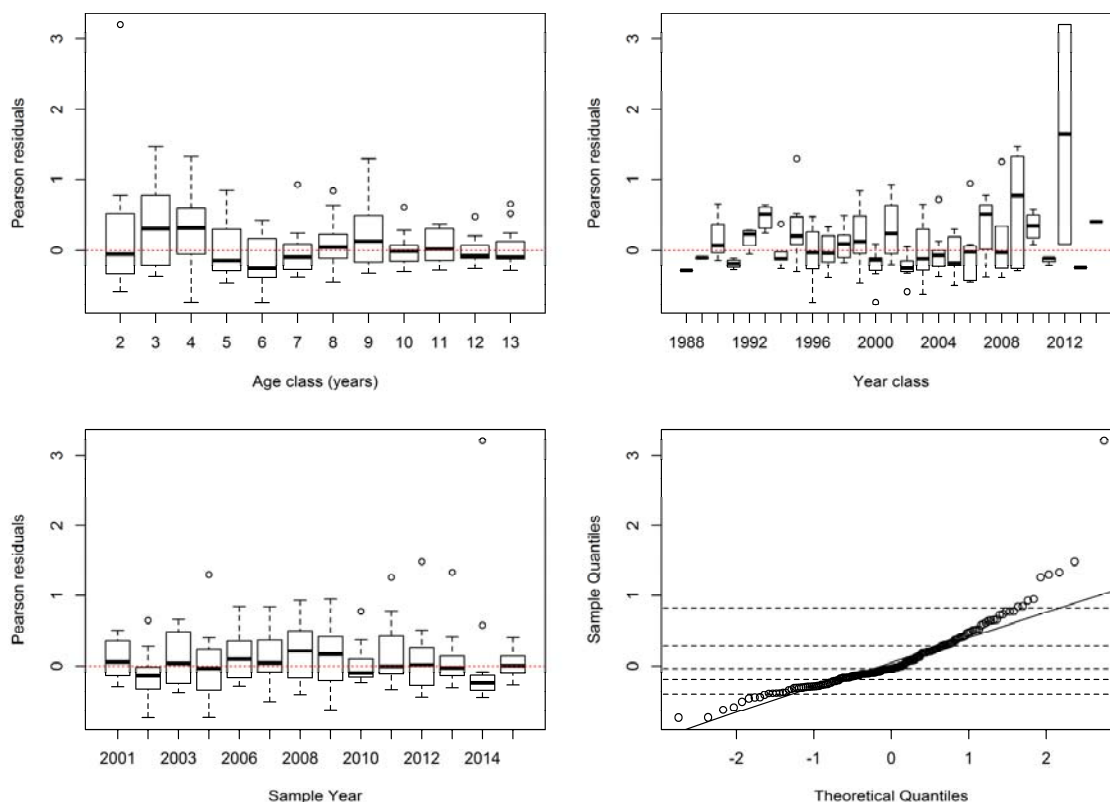 Pearson residuals
3
2
1
0
2 3 4 5 6 7 8 9 10 11 12 13
Age class (years)
Pearson residuals
3
2
1
0
1988 1992 1996 2000 2004 2008 2012
Year class
Pearson residuals
3
2
1
0
2001 2003 2006 2008 2010 2012 2014
Sample Year
Sample Quantiles
3
2
1
0
-2 -1 0 1 2
Theoretical Quantiles